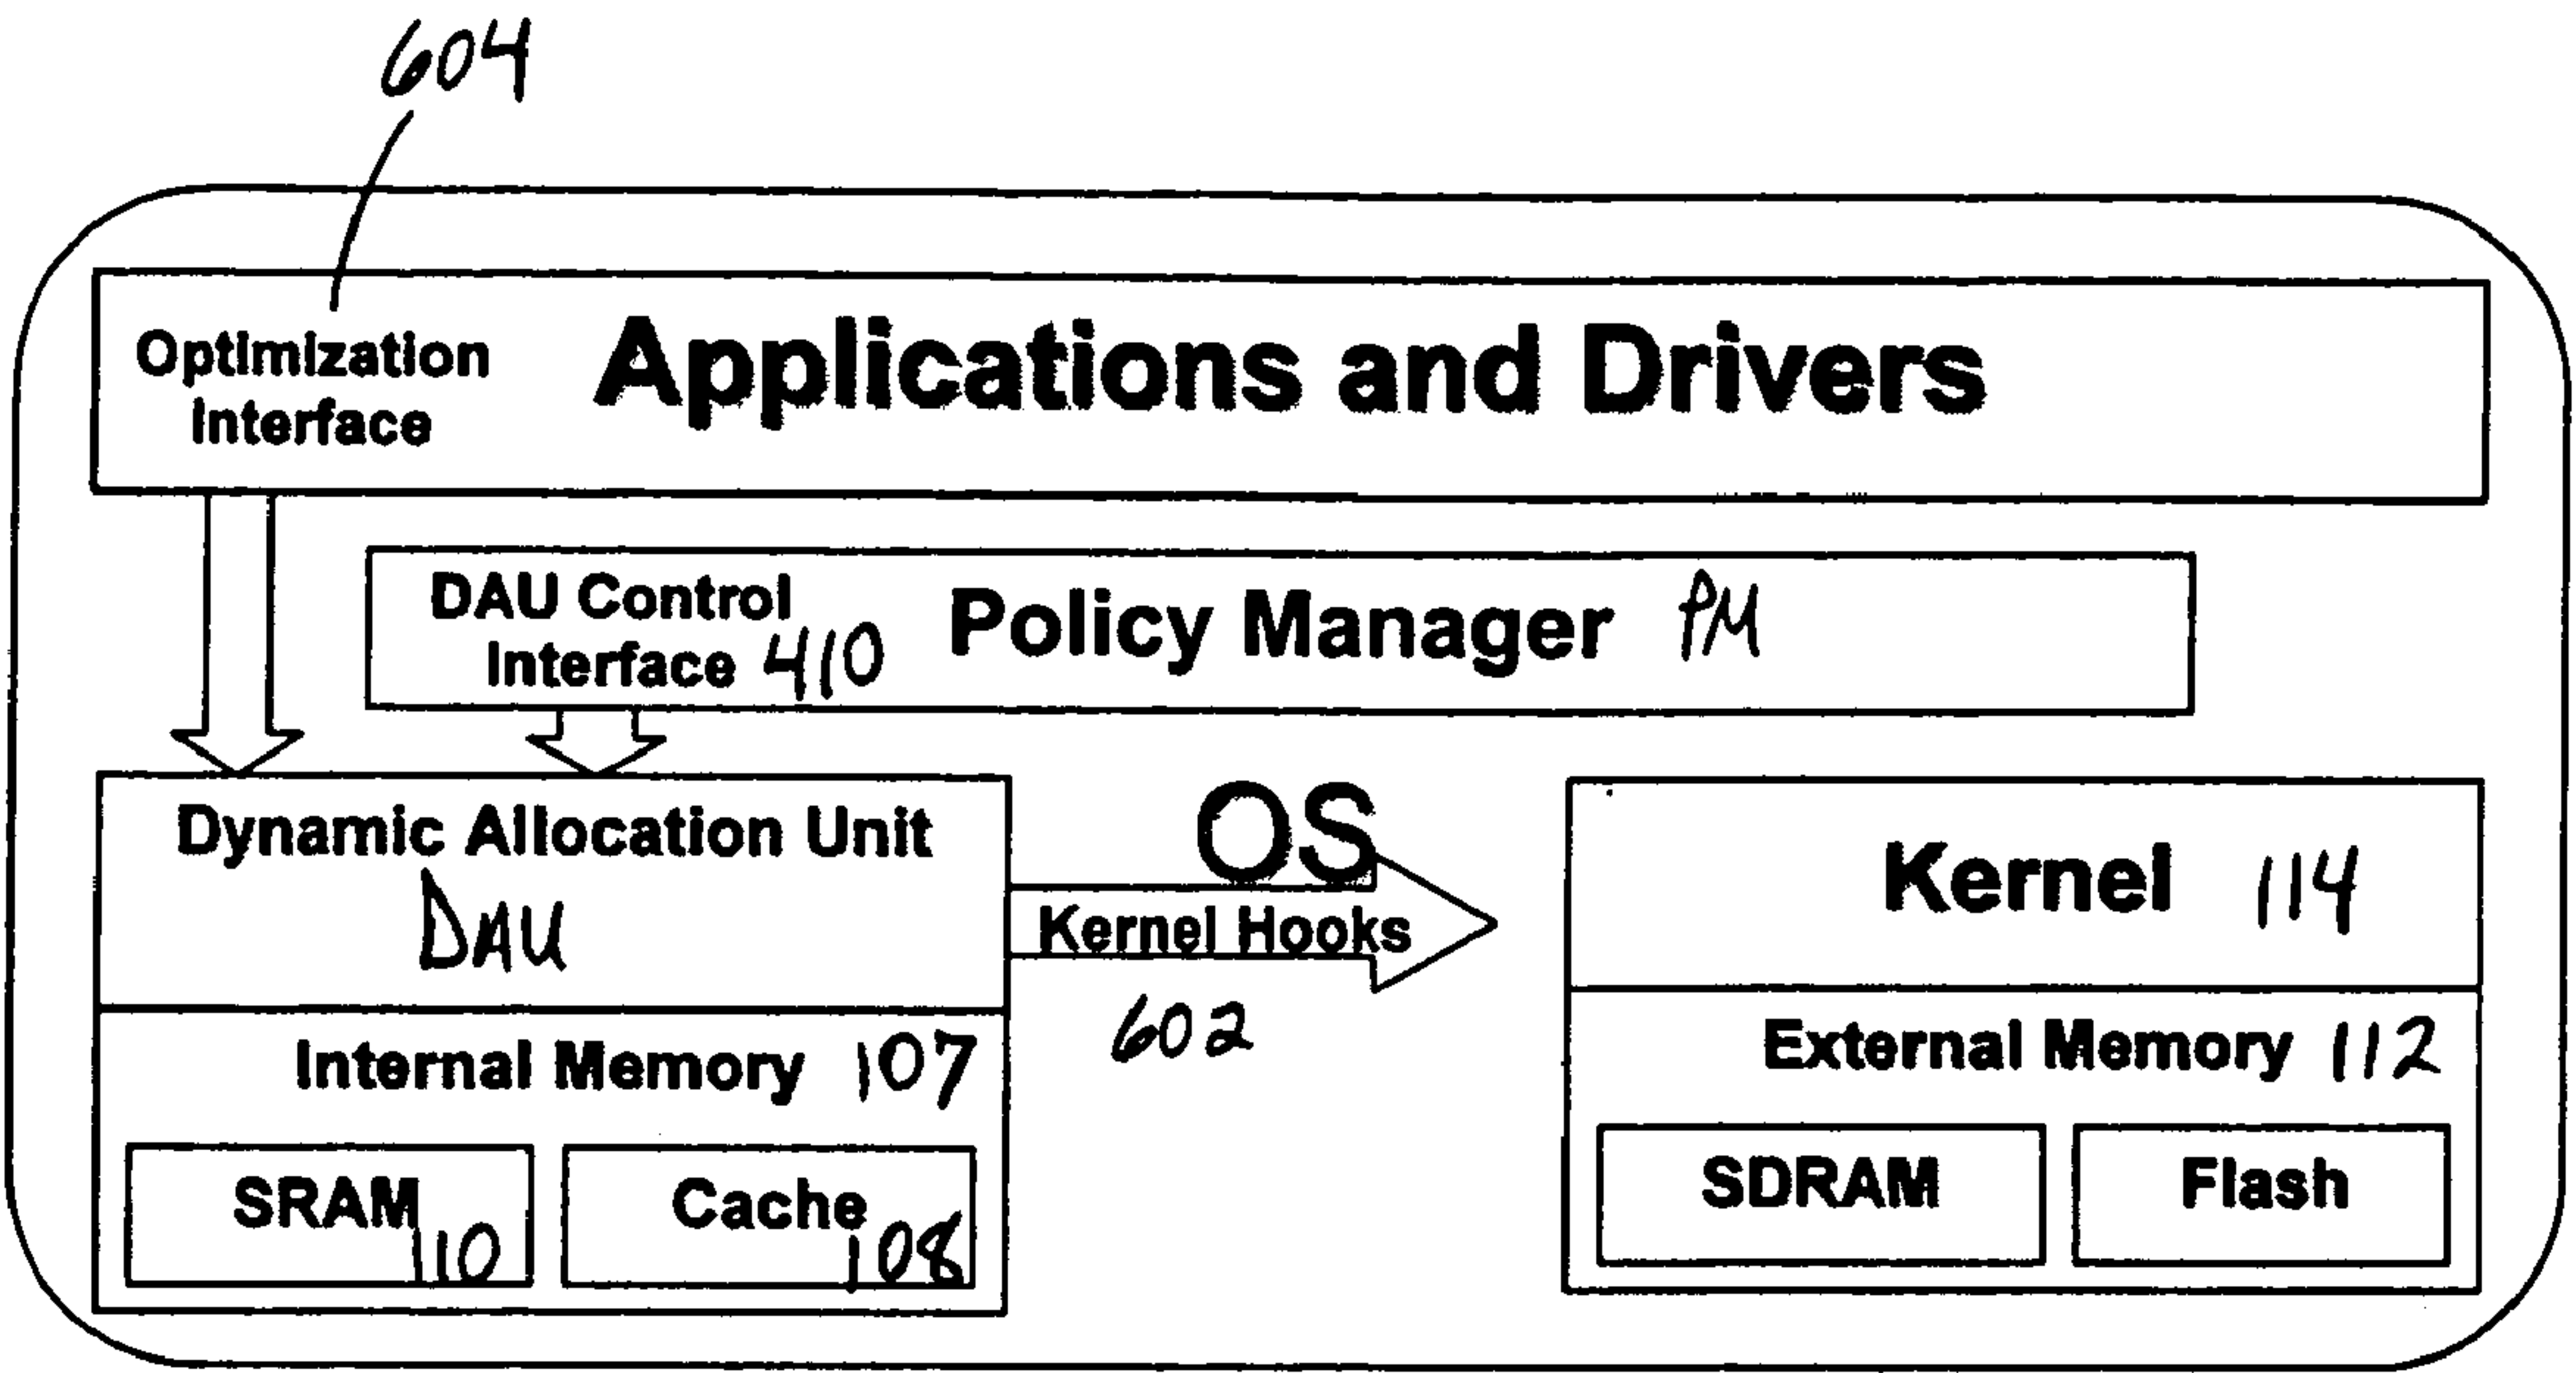 604
Optimization
Interface
Applications and Drivers
DAU Control
Interface 410
Policy Manager PM
Dynamic Allocation Unit
DAU
OS
Kernel Hooks
602
Kernel 114
Internal Memory 107
External Memory 112
SRAM 110
Cache 108
SDRAM
Flash